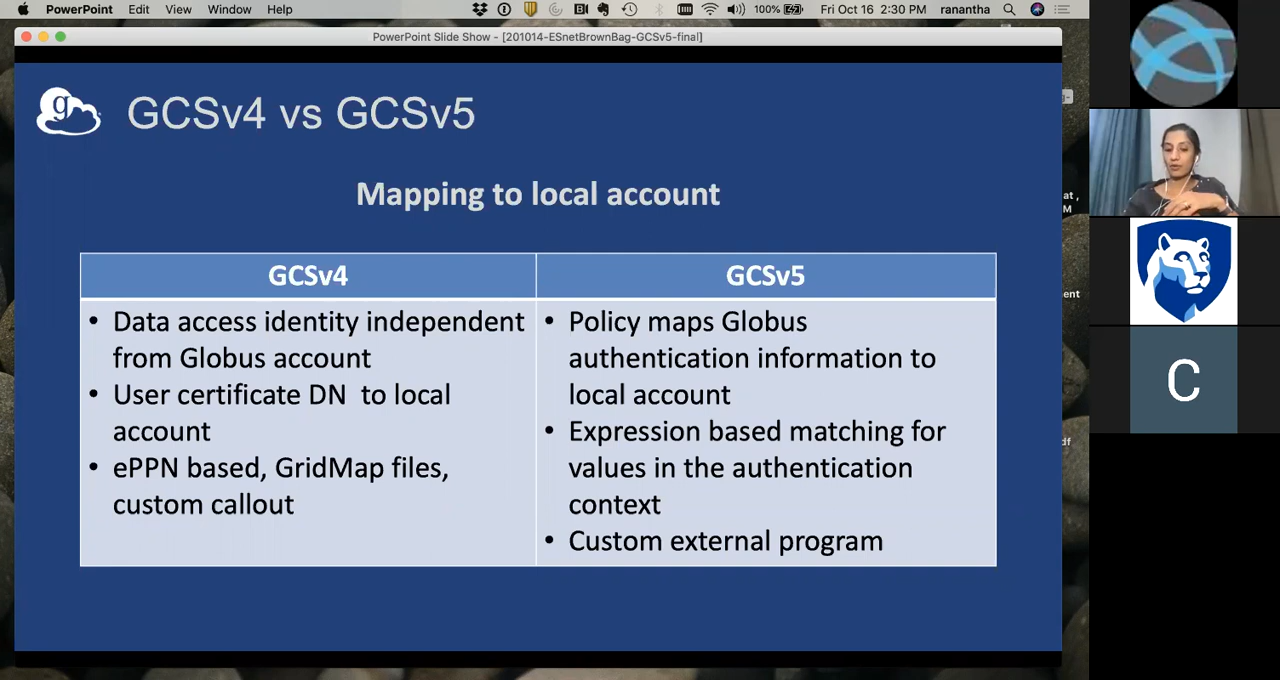 PowerPoint Edit View Window Help 100% Fri Oct 16 2:30 PM ranantha
PowerPoint Slide Show - [201014-ESnetBrownBag-GCSv5-final]
g
GCSv4 vs GCSv5
Mapping to local account
GCSv4
GCSv5
• Data access identity independent
from Globus account
• User certificate DN to local
account
• ePPN based, GridMap files,
custom callout
• Policy maps Globus
authentication information to
local account
• Expression based matching for
values in the authentication
context
• Custom external program
g-
at ,
M
ent
df
C